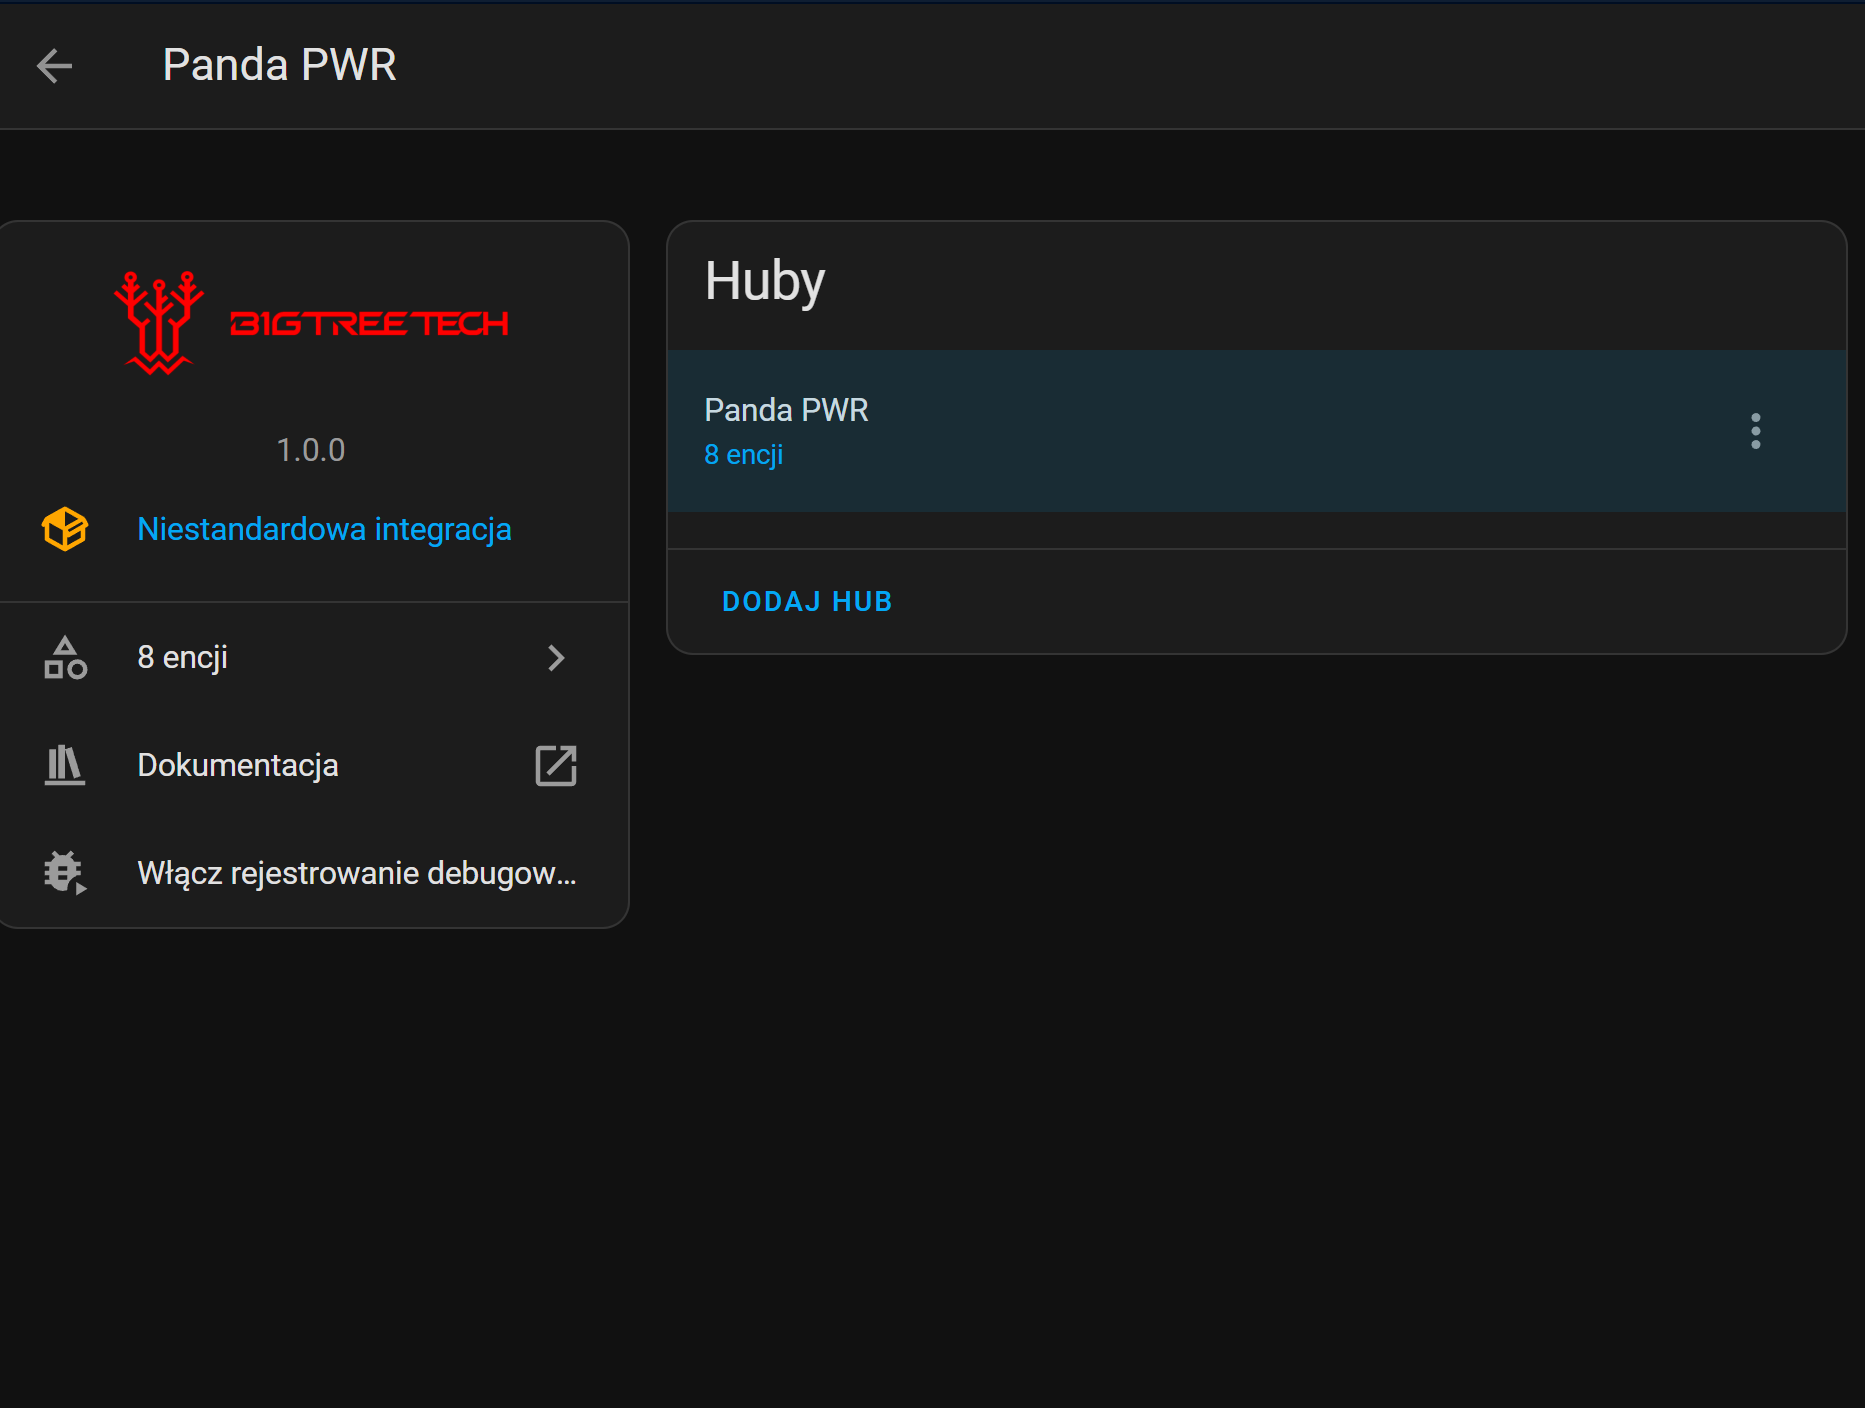 Panda PWR
BIGTREETECH
1.0.0
Niestandardowa integracja
8 encji
Dokumentacja
Włącz rejestrowanie debugow...
Huby
Panda PWR
8 encji
DODAJ HUB